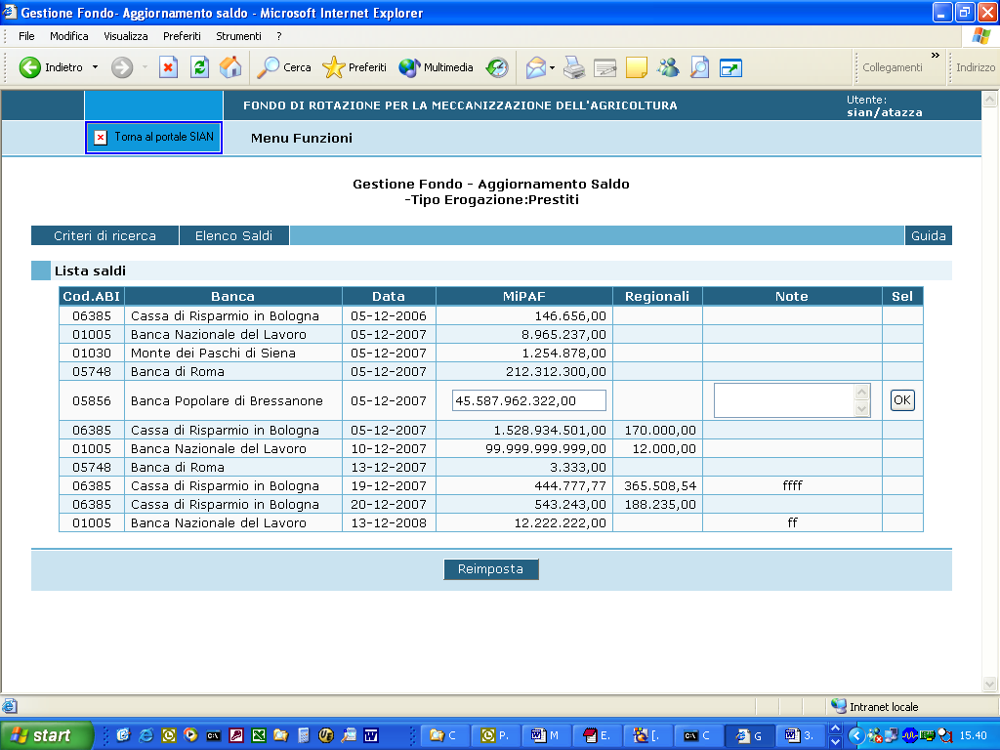 Gestione Fondo- Aggiornamento saldo - Microsoft Internet Explorer
File Modifica Visualizza Preferiti Strumenti ?
Indietro Cerca Preferiti Multimedia » Collegamenti Indirizzo
FONDO DI ROTAZIONE PER LA MECCANIZZAZIONE DELL'AGRICOLTURA
Utente:
sian/atazza
Torna al portale SIAN Menu Funzioni
Gestione Fondo - Aggiornamento Saldo
-Tipo Erogazione:Prestiti
Criteri di ricerca Elenco Saldi Guida
Lista saldi
Cod.ABI Banca Data MiPAF Regionali Note Sel
06385 Cassa di Risparmio in Bologna 05-12-2006 146.656,00
01005 Banca Nazionale del Lavoro 05-12-2007 8.965.237,00
01030 Monte dei Paschi di Siena 05-12-2007 1.254.878,00
05748 Banca di Roma 05-12-2007 212.312.300,00
05856 Banca Popolare di Bressanone 05-12-2007 45.587.962.322,00 OK
06385 Cassa di Risparmio in Bologna 05-12-2007 1.528.934.501,00 170.000,00
01005 Banca Nazionale del Lavoro 10-12-2007 99.999.999.999,00 12.000,00
05748 Banca di Roma 13-12-2007 3.333,00
06385 Cassa di Risparmio in Bologna 19-12-2007 444.777,77 365.508,54 ffff
06385 Cassa di Risparmio in Bologna 20-12-2007 543.243,00 188.235,00
01005 Banca Nazionale del Lavoro 13-12-2008 12.222.222,00 ff
Reimposta
Intranet locale
start C P. M E. [. C G 3. 15.40